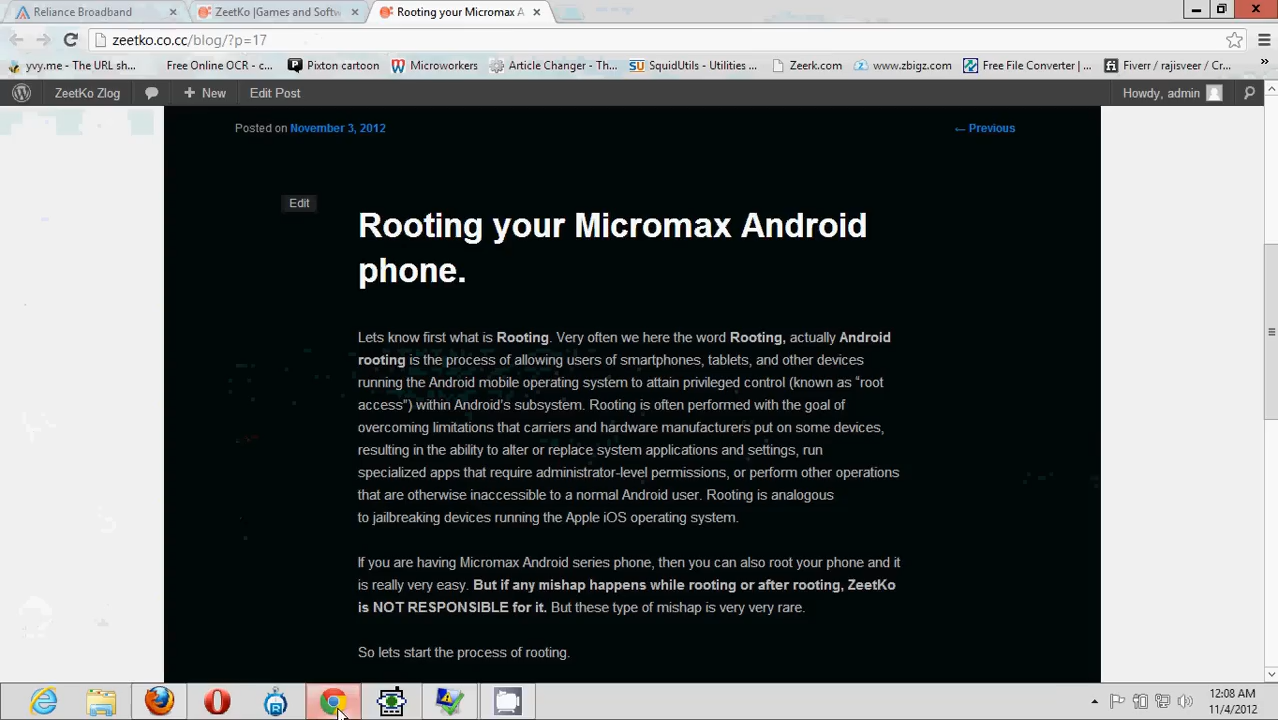 Reliance Broadband
ZeetKo |Games and Softw
Rooting your Micromax A
zeetko.co.cc/blog/?p=17
yvy.me - The URL sh...
Free Online OCR - c...
Pixton cartoon
Microworkers
Article Changer - Th...
SquidUtils - Utilities ...
Zeerk.com
www.zbigz.com
Free File Converter | ...
Fiverr / rajisveer / Cr...
ZeetKo Zlog
New
Edit Post
Howdy, admin
Posted on November 3, 2012
← Previous
Edit
Rooting your Micromax Android
phone.
Lets know first what is Rooting. Very often we here the word Rooting, actually Android
rooting is the process of allowing users of smartphones, tablets, and other devices
running the Android mobile operating system to attain privileged control (known as “root
access”) within Android’s subsystem. Rooting is often performed with the goal of
overcoming limitations that carriers and hardware manufacturers put on some devices,
resulting in the ability to alter or replace system applications and settings, run
specialized apps that require administrator-level permissions, or perform other operations
that are otherwise inaccessible to a normal Android user. Rooting is analogous
to jailbreaking devices running the Apple iOS operating system.
If you are having Micromax Android series phone, then you can also root your phone and it
is really very easy. But if any mishap happens while rooting or after rooting, ZeetKo
is NOT RESPONSIBLE for it. But these type of mishap is very very rare.
So lets start the process of rooting.
12:08 AM
11/4/2012